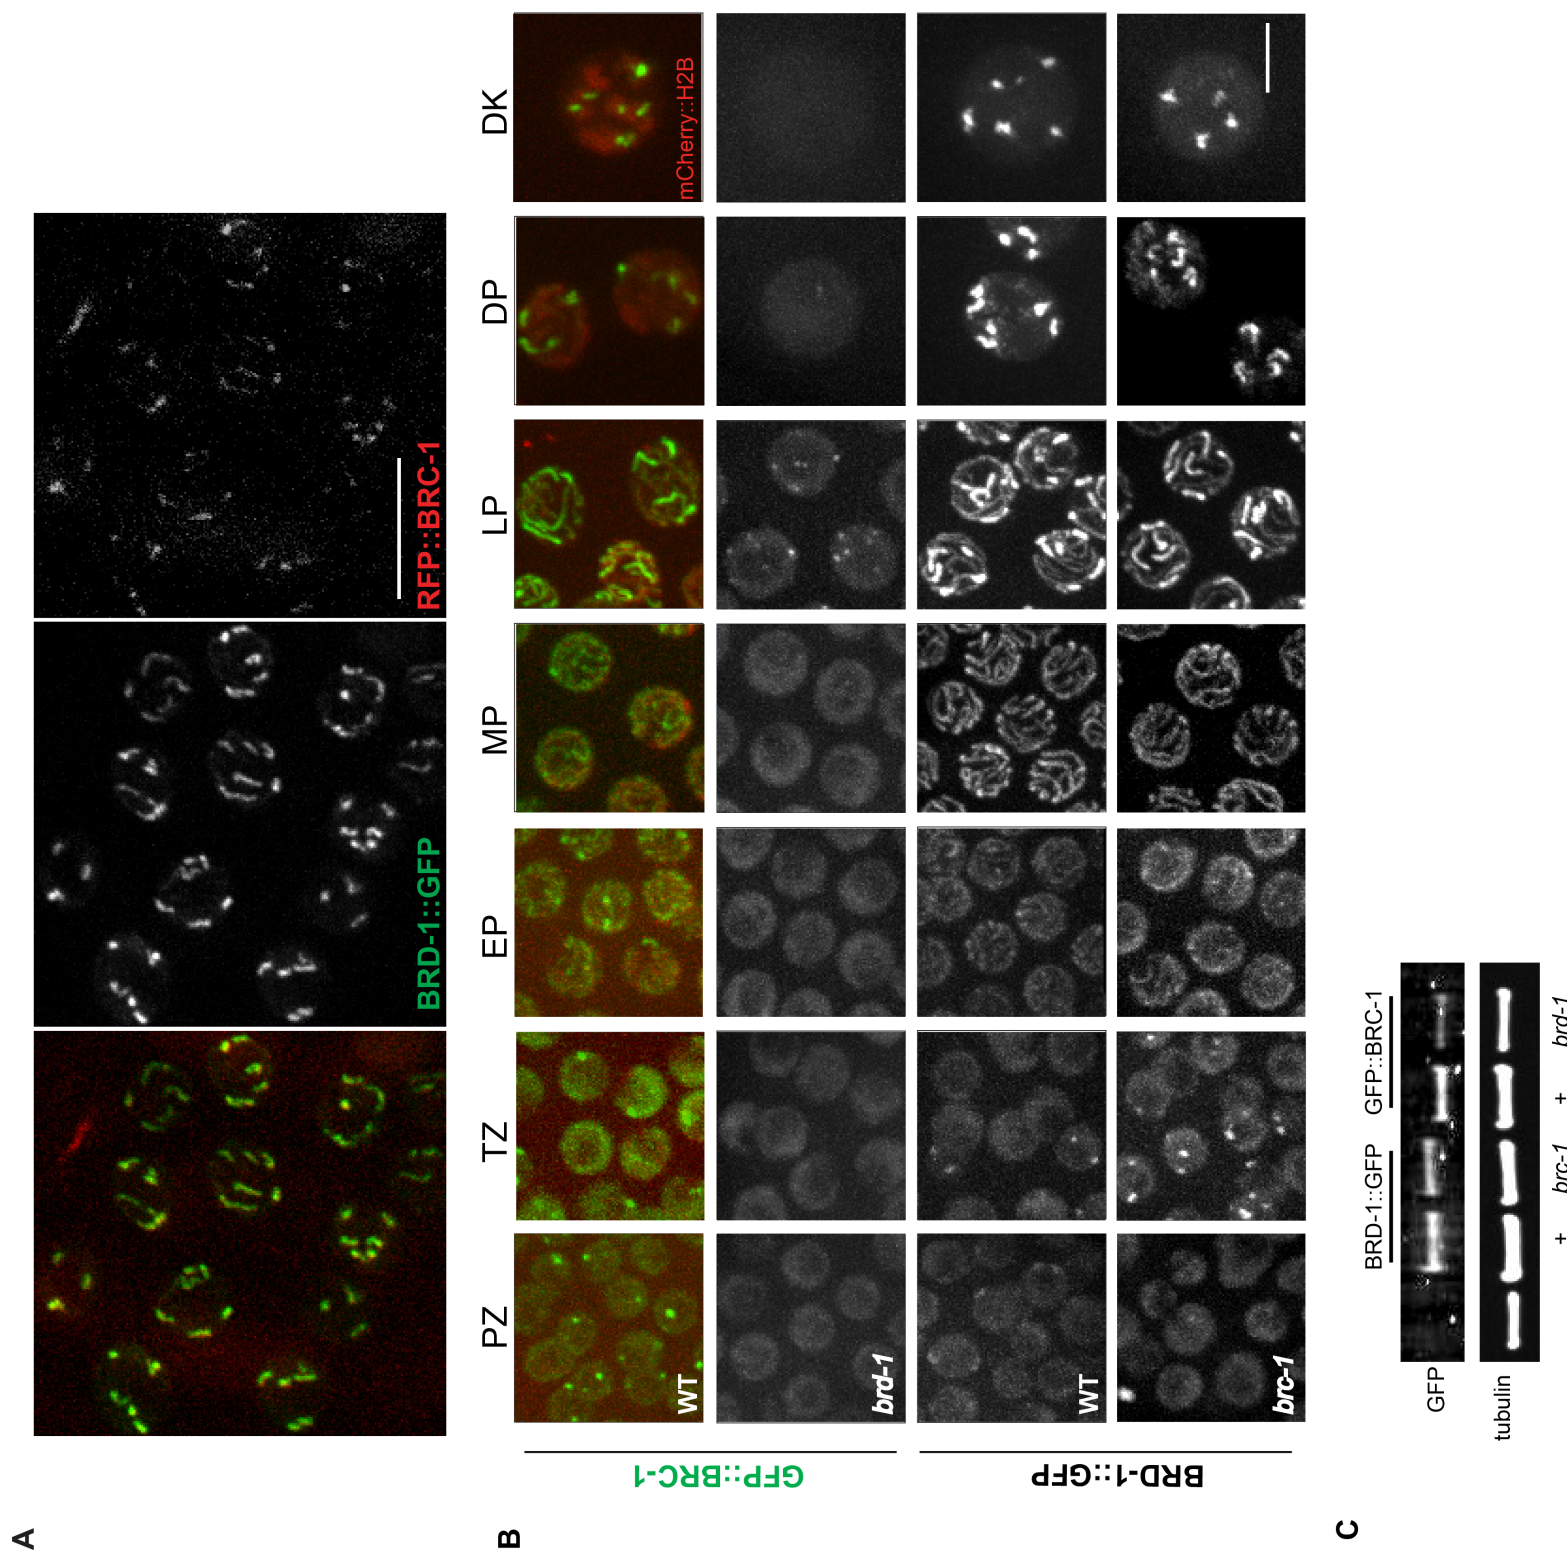 A
BRD-1::GFP
RFP::BRC-1
B
PZ
TZ
EP
MP
LP
DP
DK
GFP::BRC-1
WT
mCherry::H2B
brd-1
BRD-1::GFP
WT
brc-1
C
BRD-1::GFP
GFP::BRC-1
GFP
tubulin
+
brc-1
+
brd-1